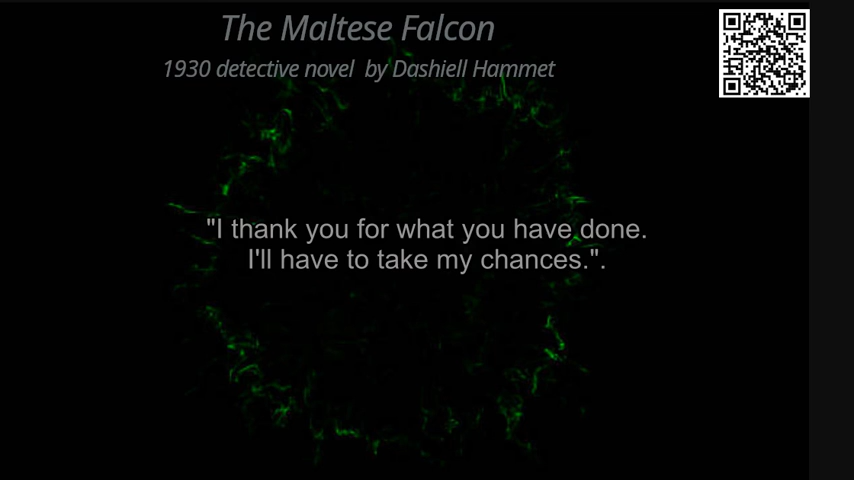 The Maltese Falcon
1930 detective novel by Dashiell Hammet
"I thank you for what you have done.
I'll have to take my chances.".